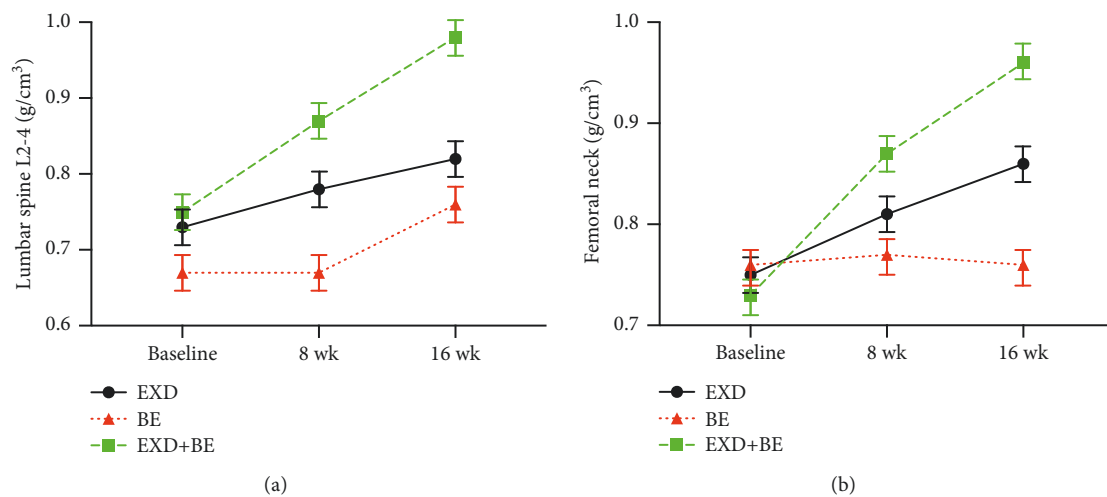 Lumbar spine L2-4 (g/cm³)
1.0
0.9
0.8
0.7
0.6
Baseline
8 wk
16 wk
EXD
BE
EXD+BE
(a)
Femoral neck (g/cm³)
1.0
0.9
0.8
0.7
Baseline
8 wk
16 wk
EXD
BE
EXD+BE
(b)